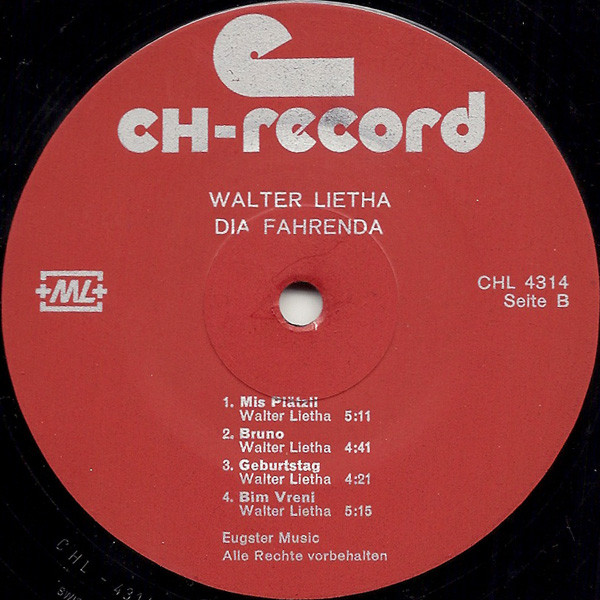 CH-record
WALTER LIETHA
DIA FAHRENDA
+ML+
CHL 4314
Seite B
1. Mis Plätzli
Walter Lietha 5:11
2. Bruno
Walter Lietha 4:41
3. Geburtstag
Walter Lietha 4:21
4. Bim Vreni
Walter Lietha 5:15
Eugster Music
Alle Rechte vorbehalten